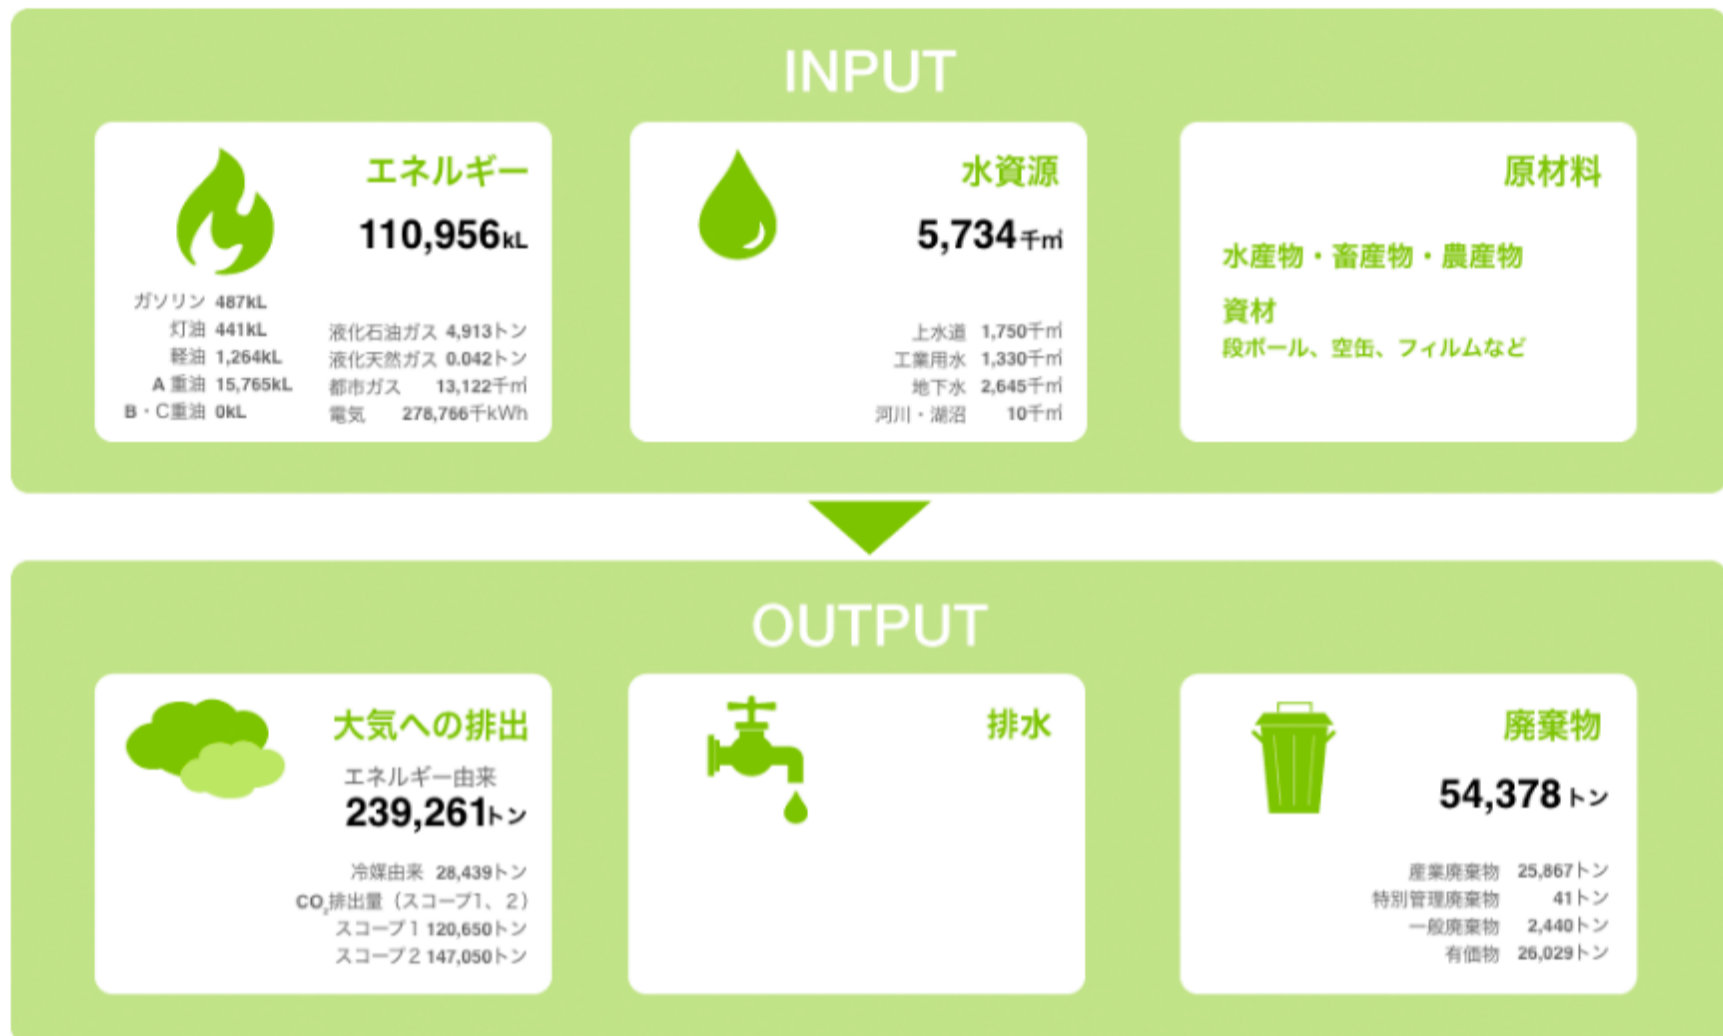 INPUT
エネルギー
110,956kL
ガソリン 487kL
灯油 441kL
軽油 1,264kL
A 重油 15,765kL
B・C重油 0kL
液化石油ガス 4,913トン
液化天然ガス 0.042トン
都市ガス 13,122千㎥
電気 278,766千kWh
水資源
5,734千㎥
上水道 1,750千㎥
工業用水 1,330千㎥
地下水 2,645千㎥
河川・湖沼 10千㎥
原材料
水産物・畜産物・農産物
資材
段ボール、空缶、フィルムなど
OUTPUT
大気への排出
エネルギー由来
239,261トン
冷媒由来 28,439トン
CO₂排出量（スコープ1、2）
スコープ1 120,650トン
スコープ2 147,050トン
排水
廃棄物
54,378トン
産業廃棄物 25,867トン
特別管理廃棄物 41トン
一般廃棄物 2,440トン
有価物 26,029トン